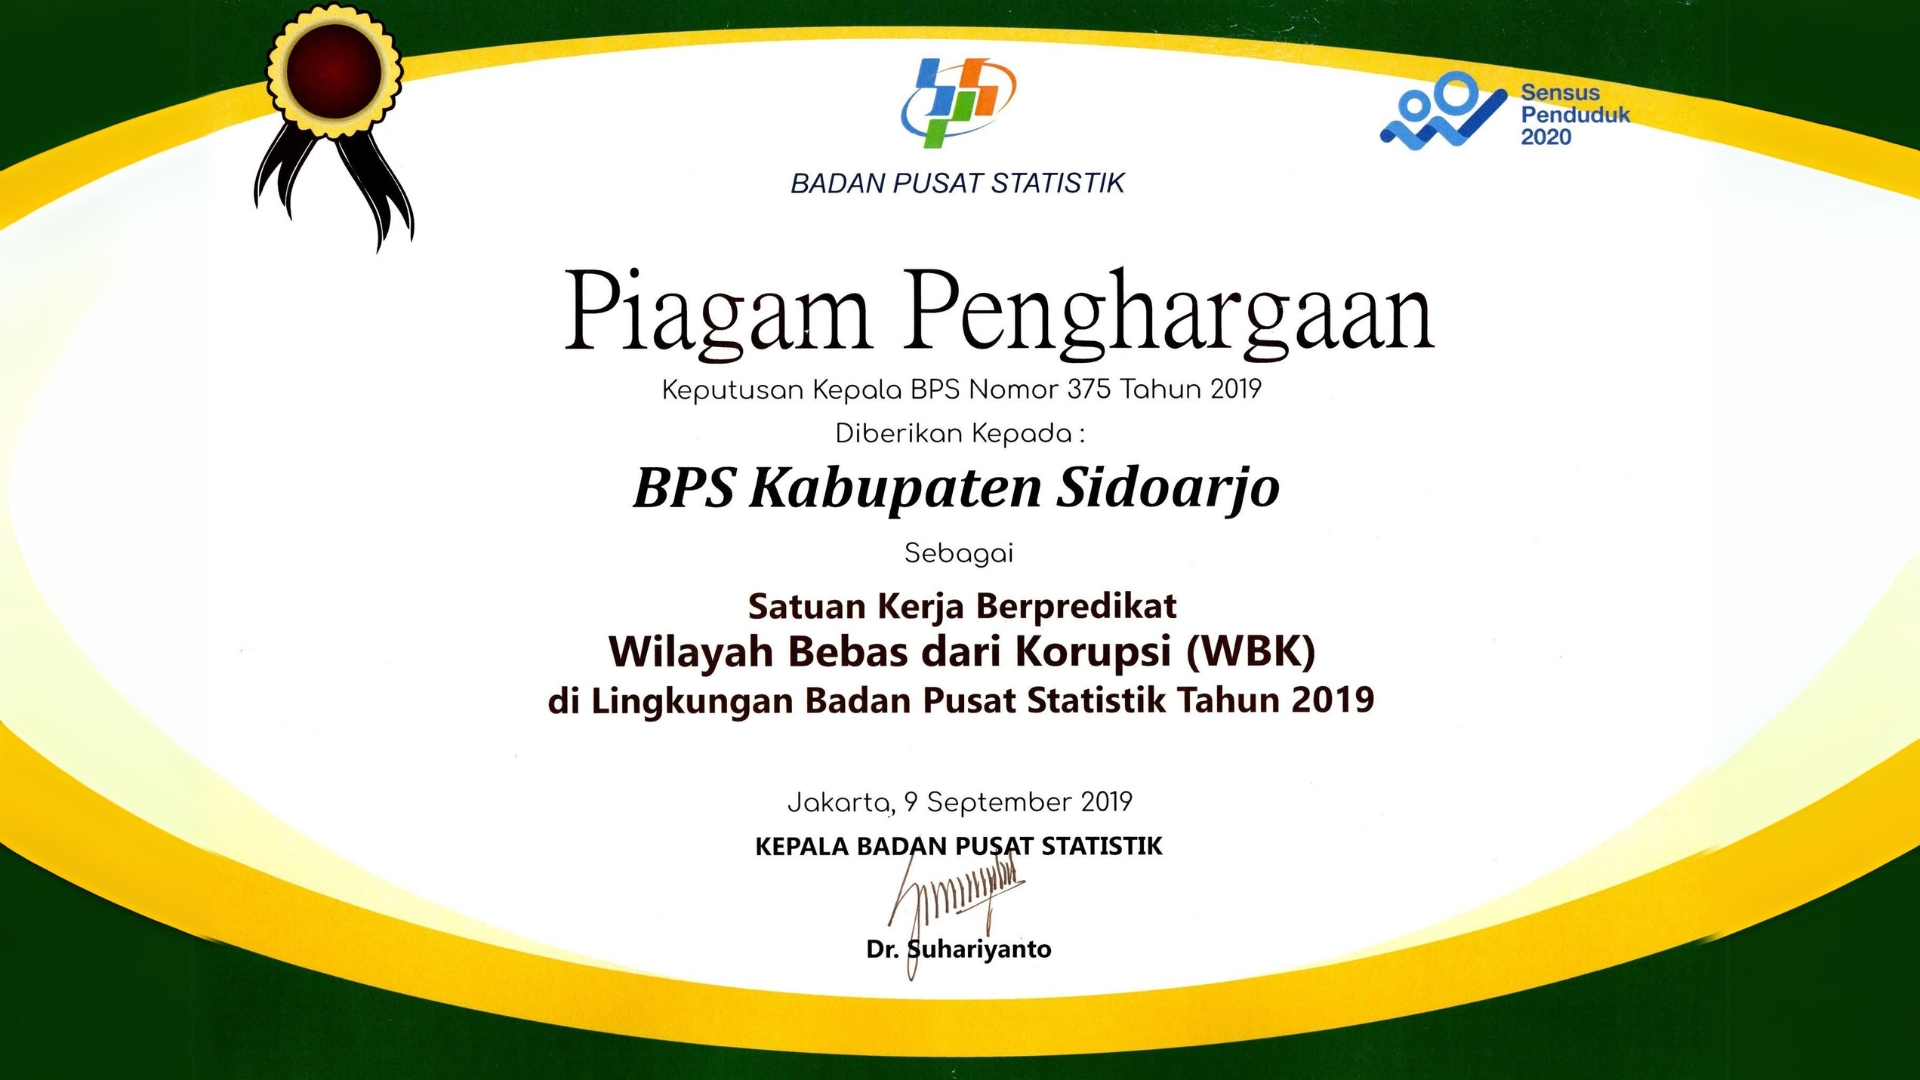 BADAN PUSAT STATISTIK
Sensus
Penduduk
2020
Piagam Penghargaan
Keputusan Kepala BPS Nomor 375 Tahun 2019
Diberikan Kepada :
BPS Kabupaten Sidoarjo
Sebagai
Satuan Kerja Berpredikat
Wilayah Bebas dari Korupsi (WBK)
di Lingkungan Badan Pusat Statistik Tahun 2019
Jakarta, 9 September 2019
KEPALA BADAN PUSAT STATISTIK
Dr. Suhariyanto